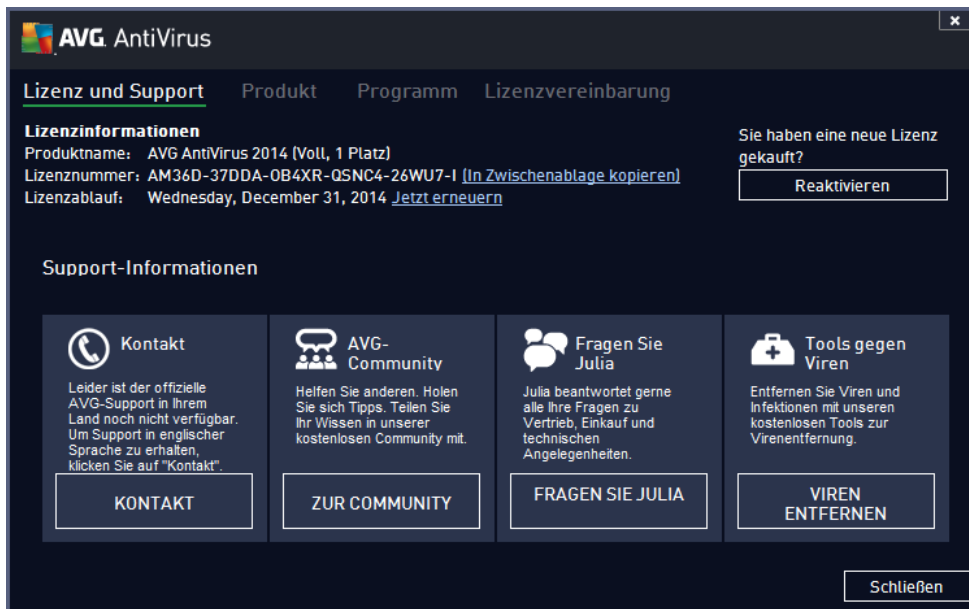 AVG. AntiVirus
Lizenz und Support Produkt Programm Lizenzvereinbarung
Lizenzinformationen
Produktname: AVG AntiVirus 2014 (Voll, 1 Platz)
Lizenznummer: AM36D-37DDA-OB4XR-QSNC4-26WU7-I (In Zwischenablage kopieren)
Lizenzablauf: Wednesday, December 31, 2014 Jetzt erneuern
Sie haben eine neue Lizenz
gekauft?
Reaktivieren
Support-Informationen
Kontakt
Leider ist der offizielle
AVG-Support in Ihrem
Land noch nicht verfügbar.
Um Support in englischer
Sprache zu erhalten,
klicken Sie auf "Kontakt".
KONTAKT
AVG-
Community
Helfen Sie anderen. Holen
Sie sich Tipps. Teilen Sie
Ihr Wissen in unserer
kostenlosen Community mit.
ZUR COMMUNITY
Fragen Sie
Julia
Julia beantwortet gerne
alle Ihre Fragen zu
Vertrieb, Einkauf und
technischen
Angelegenheiten.
FRAGEN SIE JULIA
Tools gegen
Viren
Entfernen Sie Viren und
Infektionen mit unseren
kostenlosen Tools zur
Virenentfernung.
VIREN
ENTFERNEN
Schließen